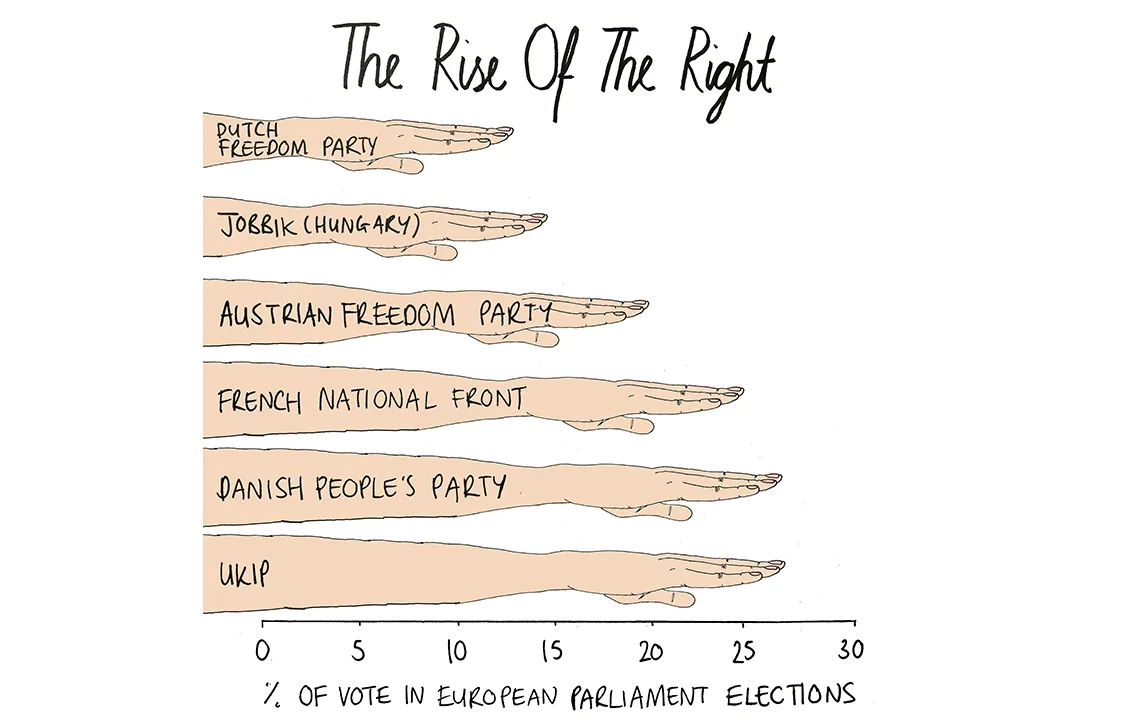 The Rise Of The Right
DUTCH
FREEDOM PARTY
JOBBIK (HUNGARY)
AUSTRIAN FREEDOM PARTY
FRENCH NATIONAL FRONT
DANISH PEOPLE'S PARTY
UKIP
0 5 10 15 20 25 30
% OF VOTE IN EUROPEAN PARLIAMENT ELECTIONS